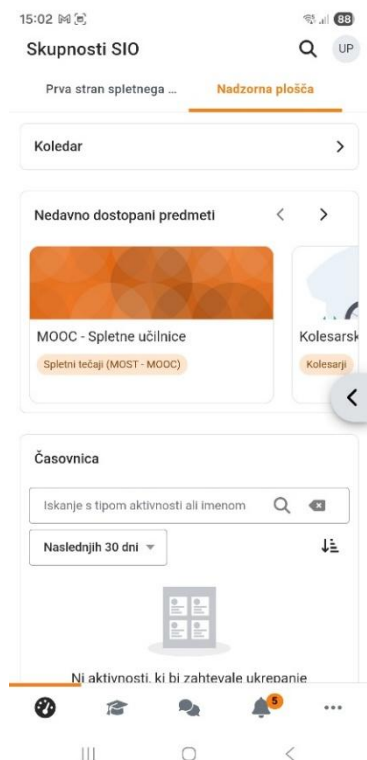 15:02
88
Skupnosti SIO
UP
Prva stran spletnega ...
Nadzorna plošča
Koledar
Nedavno dostopani predmeti
MOOC - Spletne učilnice
Spletni tečaji (MOST - MOOC)
Kolesarsk
Kolesarji
Časovnica
Iskanje s tipom aktivnosti ali imenom
Naslednjih 30 dni
Ni aktivnosti, ki bi zahtevale ukrepanje
5